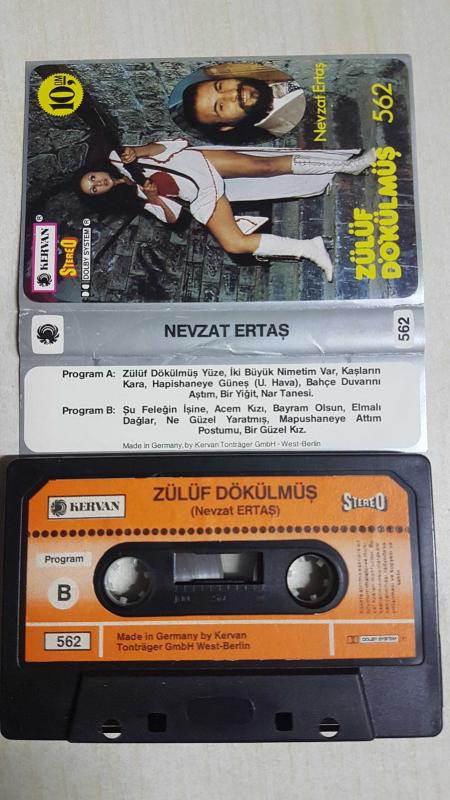 10,- DM
KERVAN ®
STEREO
DOLBY SYSTEM ®
Nevzat Ertaş
ZÜLÜF
DÖKÜLMÜŞ 562
NEVZAT ERTAŞ
562
Program A: Zülüf Dökülmüş Yüze, İki Büyük Nimetim Var, Kaşların
Kara, Hapishaneye Güneş (U. Hava), Bahçe Duvarını
Aştım, Bir Yiğit, Nar Tanesi.
Program B: Şu Feleğin İşine, Acem Kızı, Bayram Olsun, Elmalı
Dağlar, Ne Güzel Yaratmış, Mapushaneye Attım
Postumu, Bir Güzel Kız.
Made in Germany, by Kervan Tonträger GmbH - West-Berlin
KERVAN
ZÜLÜF DÖKÜLMÜŞ
(Nevzat ERTAŞ)
STEREO
Program
B
562
Made in Germany by Kervan
Tonträger GmbH West-Berlin
DOLBY SYSTEM